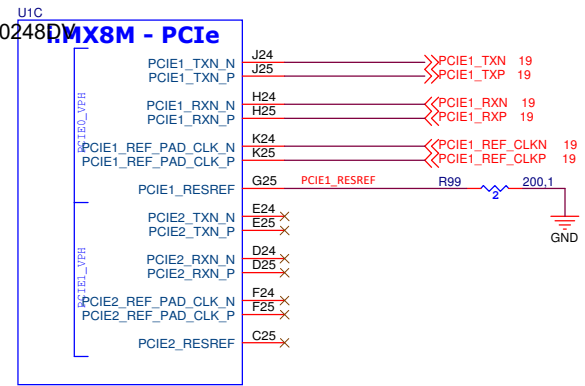 U1C
0248DV
i.MX8M - PCIe
PCIE1_TXN_N J24 PCIE1_TXN 19
PCIE1_TXN_P J25 PCIE1_TXP 19
PCIE1_RXN_N H24 PCIE1_RXN 19
PCIE1_RXN_P H25 PCIE1_RXP 19
PCIE1_REF_PAD_CLK_N K24 PCIE1_REF_CLKN 19
PCIE1_REF_PAD_CLK_P K25 PCIE1_REF_CLKP 19
PCIE1_RESREF G25 PCIE1_RESREF R99 200,1
2
GND
PCIE0_VPH
PCIE2_TXN_N E24
PCIE2_TXN_P E25
PCIE2_RXN_N D24
PCIE2_RXN_P D25
PCIE2_REF_PAD_CLK_N F24
PCIE2_REF_PAD_CLK_P F25
PCIE2_RESREF C25
PCIE1_VPH